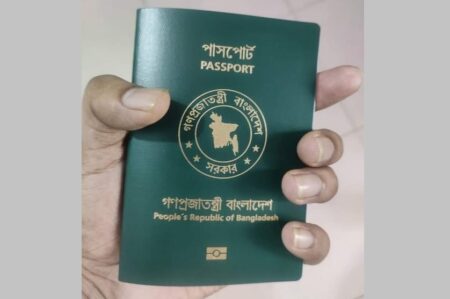 পাসপোর্ট
PASSPORT
গণপ্রজাতন্ত্রী বাংলাদেশ
সরকার
গণপ্রজাতন্ত্রী বাংলাদেশ
People's Republic of Bangladesh